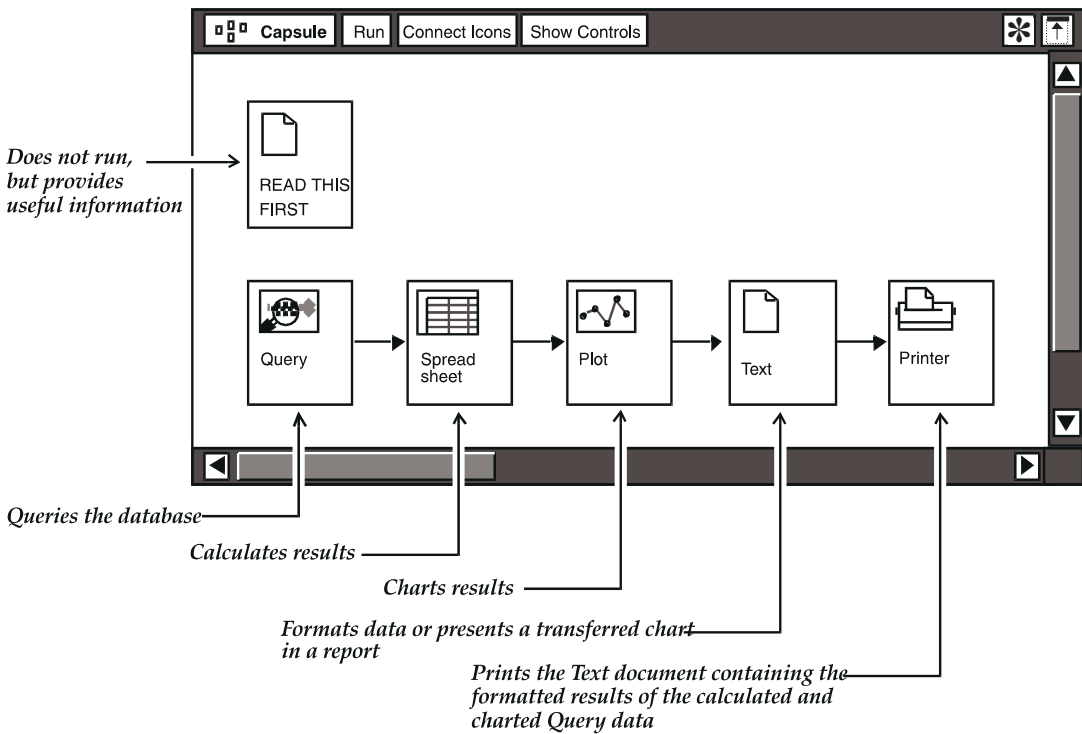 Capsule
Run
Connect Icons
Show Controls
Does not run,
but provides
useful information
READ THIS
FIRST
Query
Spread
sheet
Plot
Text
Printer
Queries the database
Calculates results
Charts results
Formats data or presents a transferred chart
in a report
Prints the Text document containing the
formatted results of the calculated and
charted Query data